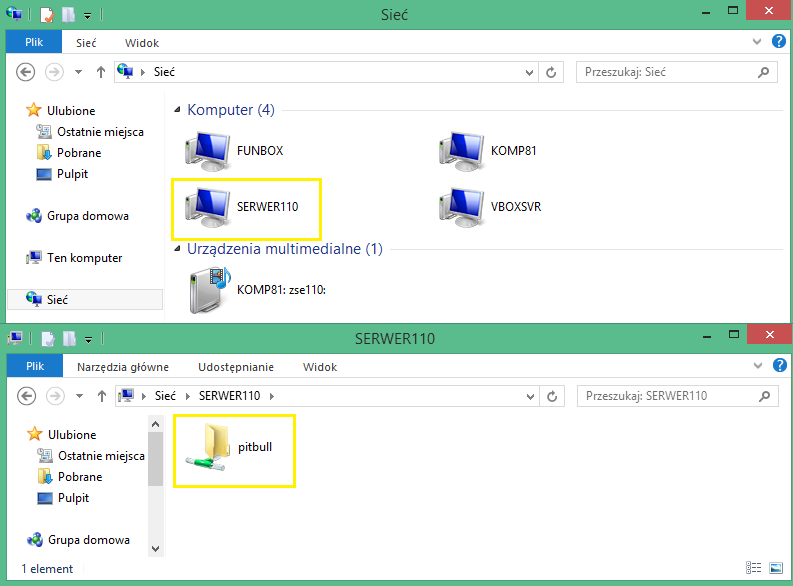 Sieć
Plik Sieć Widok
Sieć Przeszukaj: Sieć
Ulubione
Ostatnie miejsca
Pobrane
Pulpit
Grupa domowa
Ten komputer
Sieć
Komputer (4)
FUNBOX KOMP81
SERWER110 VBOXSVR
Urządzenia multimedialne (1)
KOMP81: zse110:
SERWER110
Plik Narzędzia główne Udostępnianie Widok
Sieć SERWER110 Przeszukaj: SERWER110
Ulubione
Ostatnie miejsca
Pobrane
Pulpit
Grupa domowa
pitbull
1 element